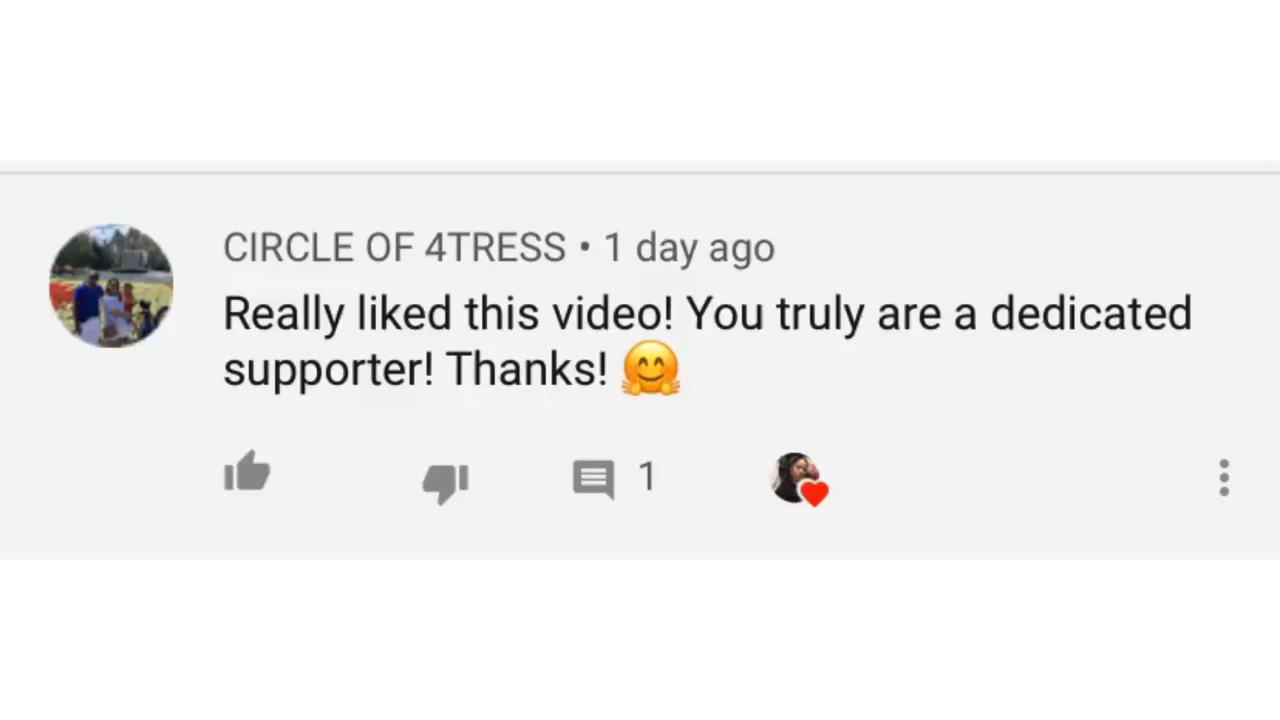 CIRCLE OF 4TRESS • 1 day ago
Really liked this video! You truly are a dedicated
supporter! Thanks! 🤗
1